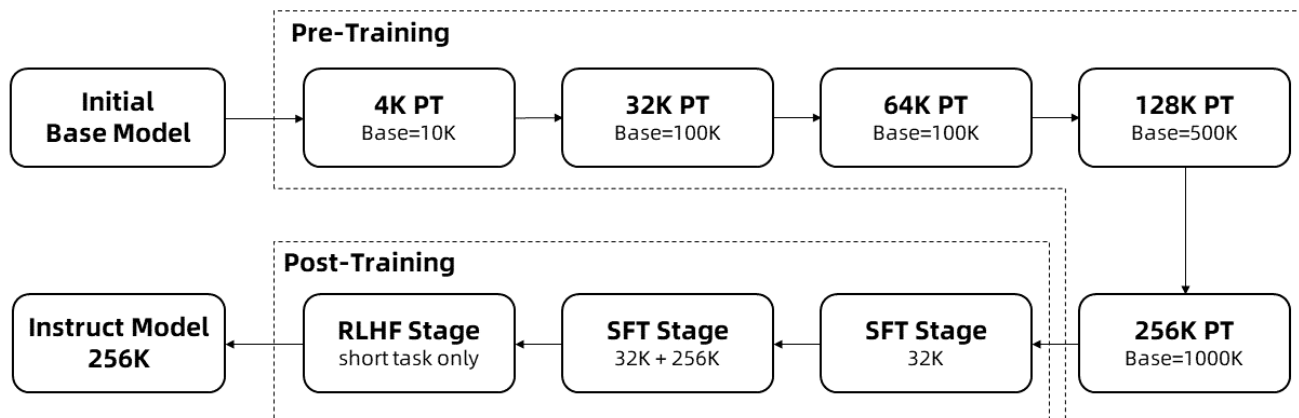 Pre-Training
Initial
Base Model
4K PT
Base=10K
32K PT
Base=100K
64K PT
Base=100K
128K PT
Base=500K
256K PT
Base=1000K
Post-Training
SFT Stage
32K
SFT Stage
32K + 256K
RLHF Stage
short task only
Instruct Model
256K